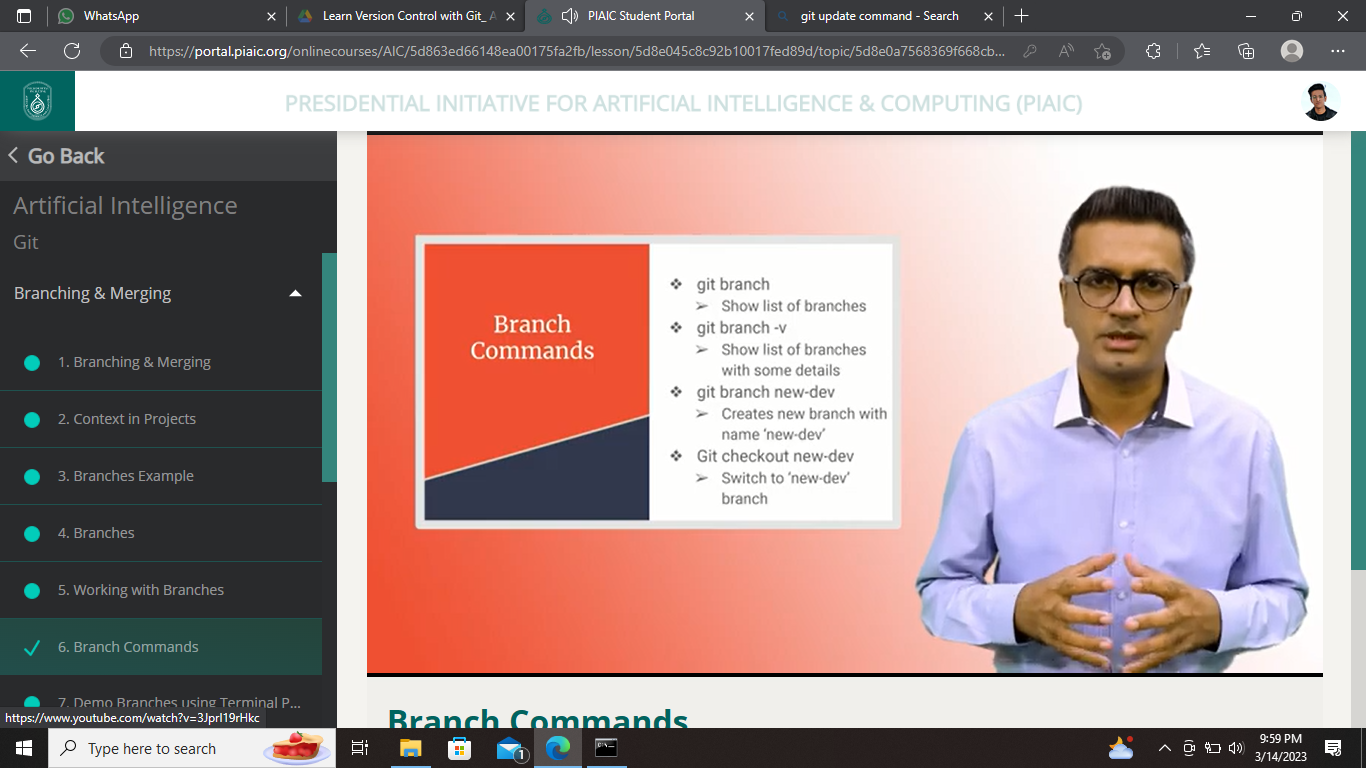 WhatsApp
Learn Version Control with Git_ A
PIAIC Student Portal
git update command - Search
https://portal.piaic.org/onlinecourses/AIC/5d863ed66148ea00175fa2fb/lesson/5d8e045c8c92b10017fed89d/topic/5d8e0a7568369f668cb...
PRESIDENTIAL INITIATIVE FOR ARTIFICIAL INTELLIGENCE & COMPUTING (PIAIC)
Go Back
Artificial Intelligence
Git
Branching & Merging
1. Branching & Merging
2. Context in Projects
3. Branches Example
4. Branches
5. Working with Branches
6. Branch Commands
7. Demo Branches using Terminal P...
https://www.youtube.com/watch?v=3JprI19rHkc
Branch
Commands
❖ git branch
➢ Show list of branches
❖ git branch -v
➢ Show list of branches
with some details
❖ git branch new-dev
➢ Creates new branch with
name ‘new-dev’
❖ Git checkout new-dev
➢ Switch to ‘new-dev’
branch
Branch Commands
Type here to search
1
9:59 PM
3/14/2023